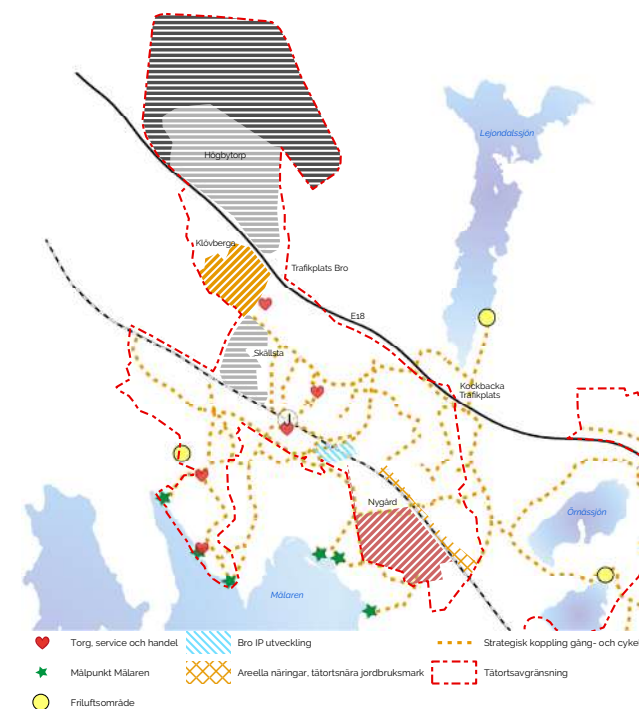 Lejondalssjön
Högbytorp
Klövberga
Trafikplats Bro
E18
Skällsta
Kockbacka
Trafikplats
Nygård
Örnässjön
Mälaren
Torg, service och handel
Bro IP utveckling
Strategisk koppling gång- och cykel
Målpunkt Mälaren
Areella näringar, tätortsnära jordbruksmark
Tätortsavgränsning
Friluftsområde